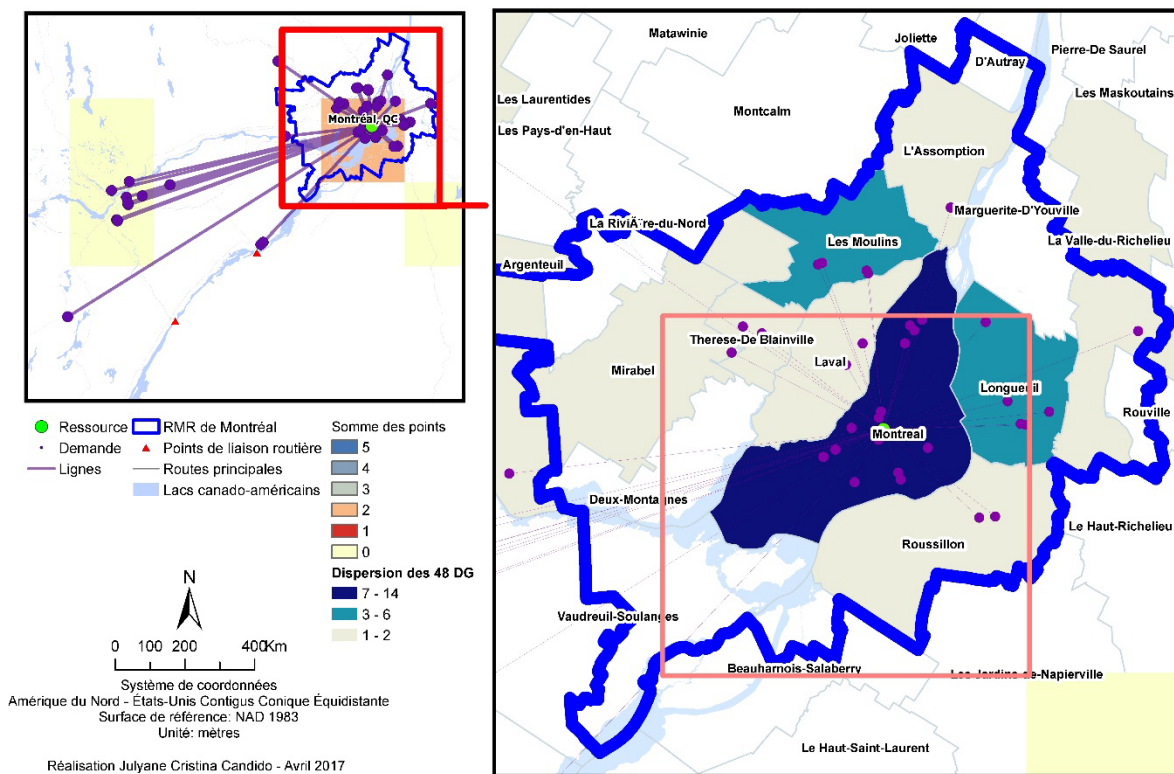 Montréal, QC
Ressource
Demande
Lignes
RMR de Montréal
Points de liaison routière
Routes principales
Lacs canado-américains
Somme des points
5
4
3
2
1
0
Dispersion des 48 DG
7 - 14
3 - 6
1 - 2
N
0 100 200 400 Km
Système de coordonnées
Amérique du Nord - États-Unis Contigus Conique Équidistante
Surface de référence: NAD 1983
Unité: mètres
Réalisation Julyane Cristina Candido - Avril 2017
Matawinie
Joliette
D'Autray
Pierre-De Saurel
Les Laurentides
Montcalm
Les Maskoutains
Les Pays-d'en-Haut
L'Assomption
Marguerite-D'Youville
La RiviÃ¨re-du-Nord
Les Moulins
La Valle-du-Richelieu
Argenteuil
Therese-De Blainville
Mirabel
Laval
Longueuil
Rouville
Montreal
Deux-Montagnes
Le Haut-Richelieu
Roussillon
Vaudreuil-Soulanges
Beauharnois-Salaberry
Les Jardins-de-Napierville
Le Haut-Saint-Laurent